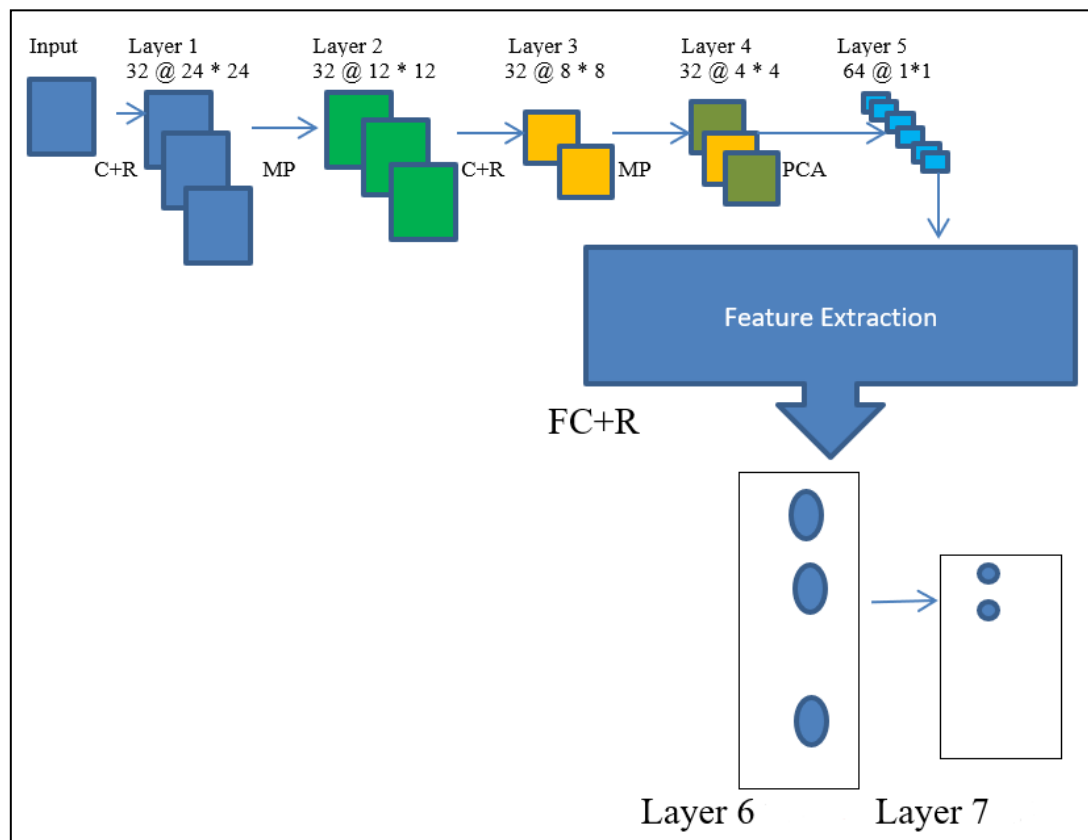 Input
Layer 1
32 @ 24 * 24
Layer 2
32 @ 12 * 12
Layer 3
32 @ 8 * 8
Layer 4
32 @ 4 * 4
Layer 5
64 @ 1*1
C+R
MP
C+R
MP
PCA
Feature Extraction
FC+R
Layer 6
Layer 7